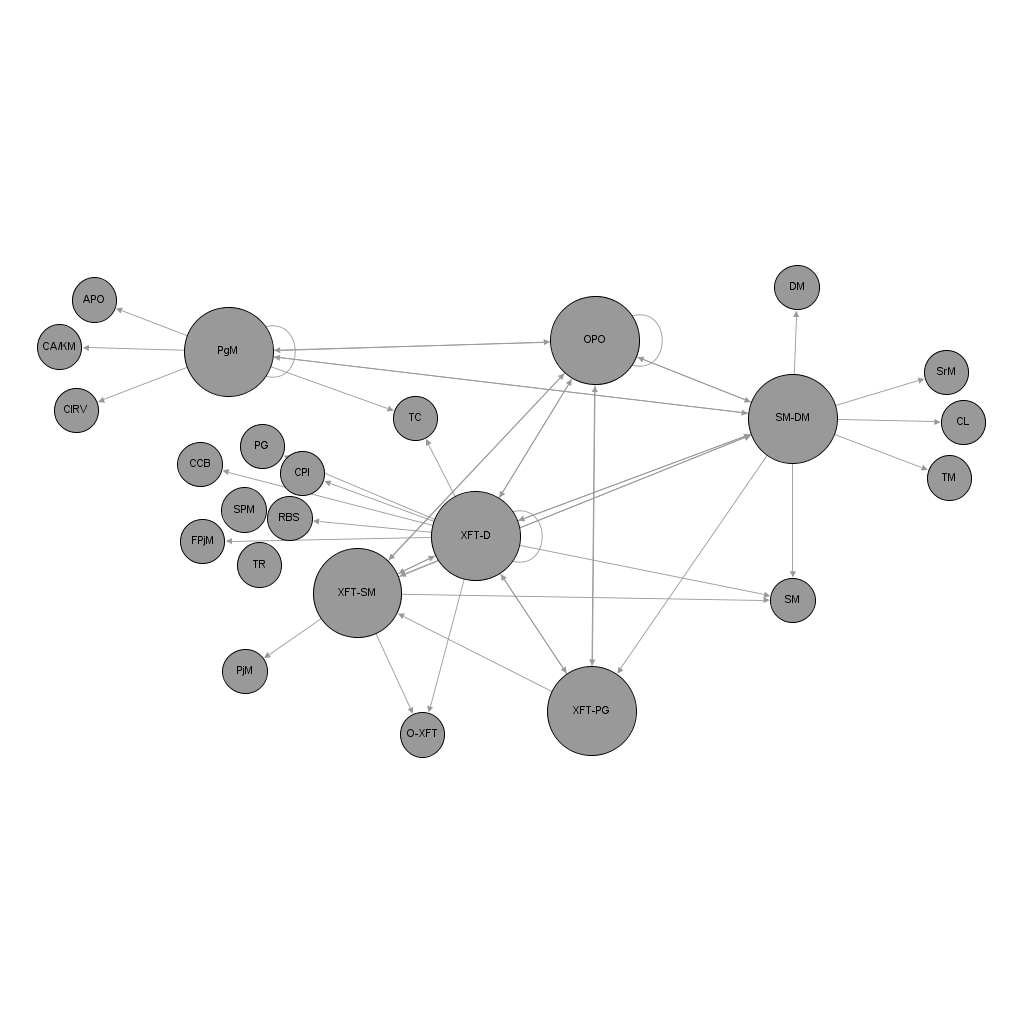 DM
APO
OPO
CA/KM
PgM
SrM
CIRV
TC
SM-DM
CL
PG
CCB
CPI
TM
SPM
RBS
FPjM
XFT-D
TR
XFT-SM
SM
PjM
XFT-PG
O-XFT